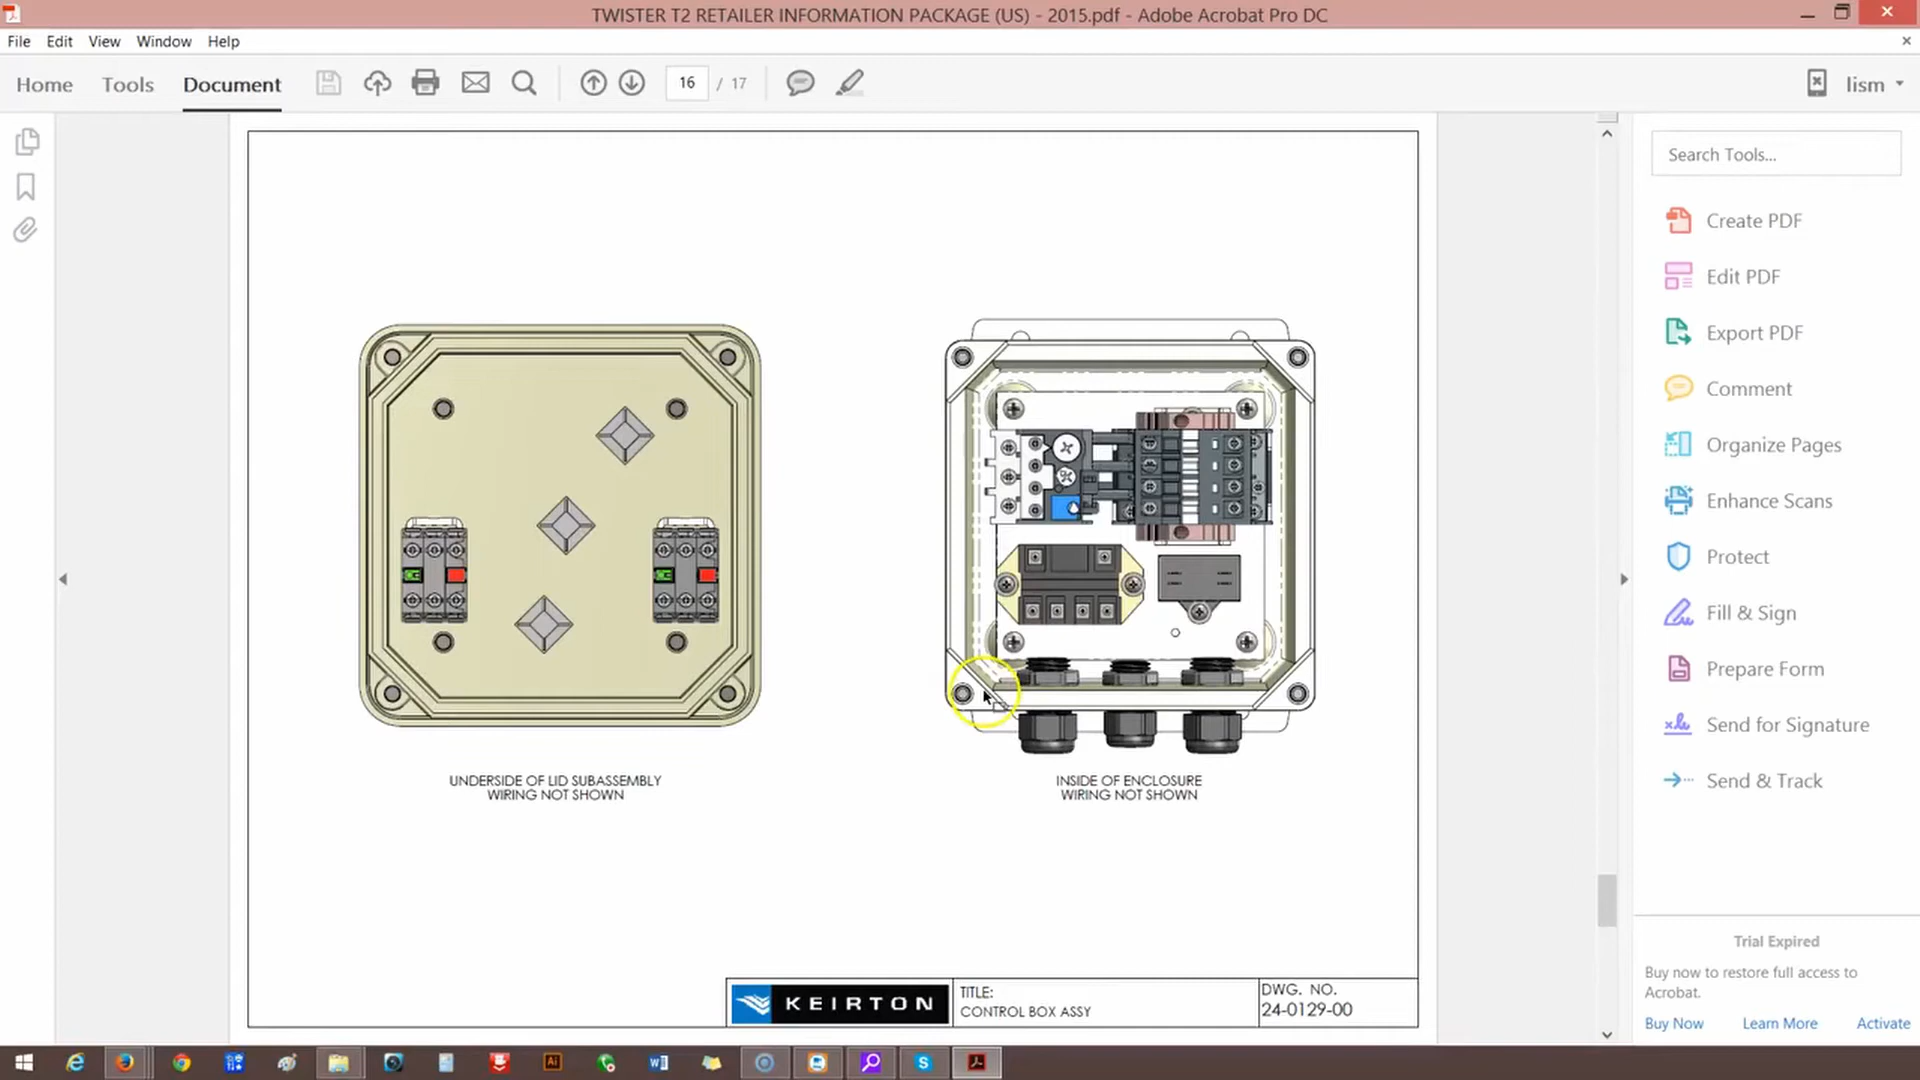 TWISTER T2 RETAILER INFORMATION PACKAGE (US) - 2015.pdf - Adobe Acrobat Pro DC
File Edit View Window Help
Home Tools Document 16 / 17 lism
Search Tools...
Create PDF
Edit PDF
Export PDF
Comment
Organize Pages
Enhance Scans
Protect
Fill & Sign
Prepare Form
Send for Signature
Send & Track
UNDERSIDE OF LID SUBASSEMBLY
WIRING NOT SHOWN
INSIDE OF ENCLOSURE
WIRING NOT SHOWN
KEIRTON
TITLE:
CONTROL BOX ASSY
DWG. NO.
24-0129-00
Trial Expired
Buy now to restore full access to
Acrobat.
Buy Now Learn More Activate